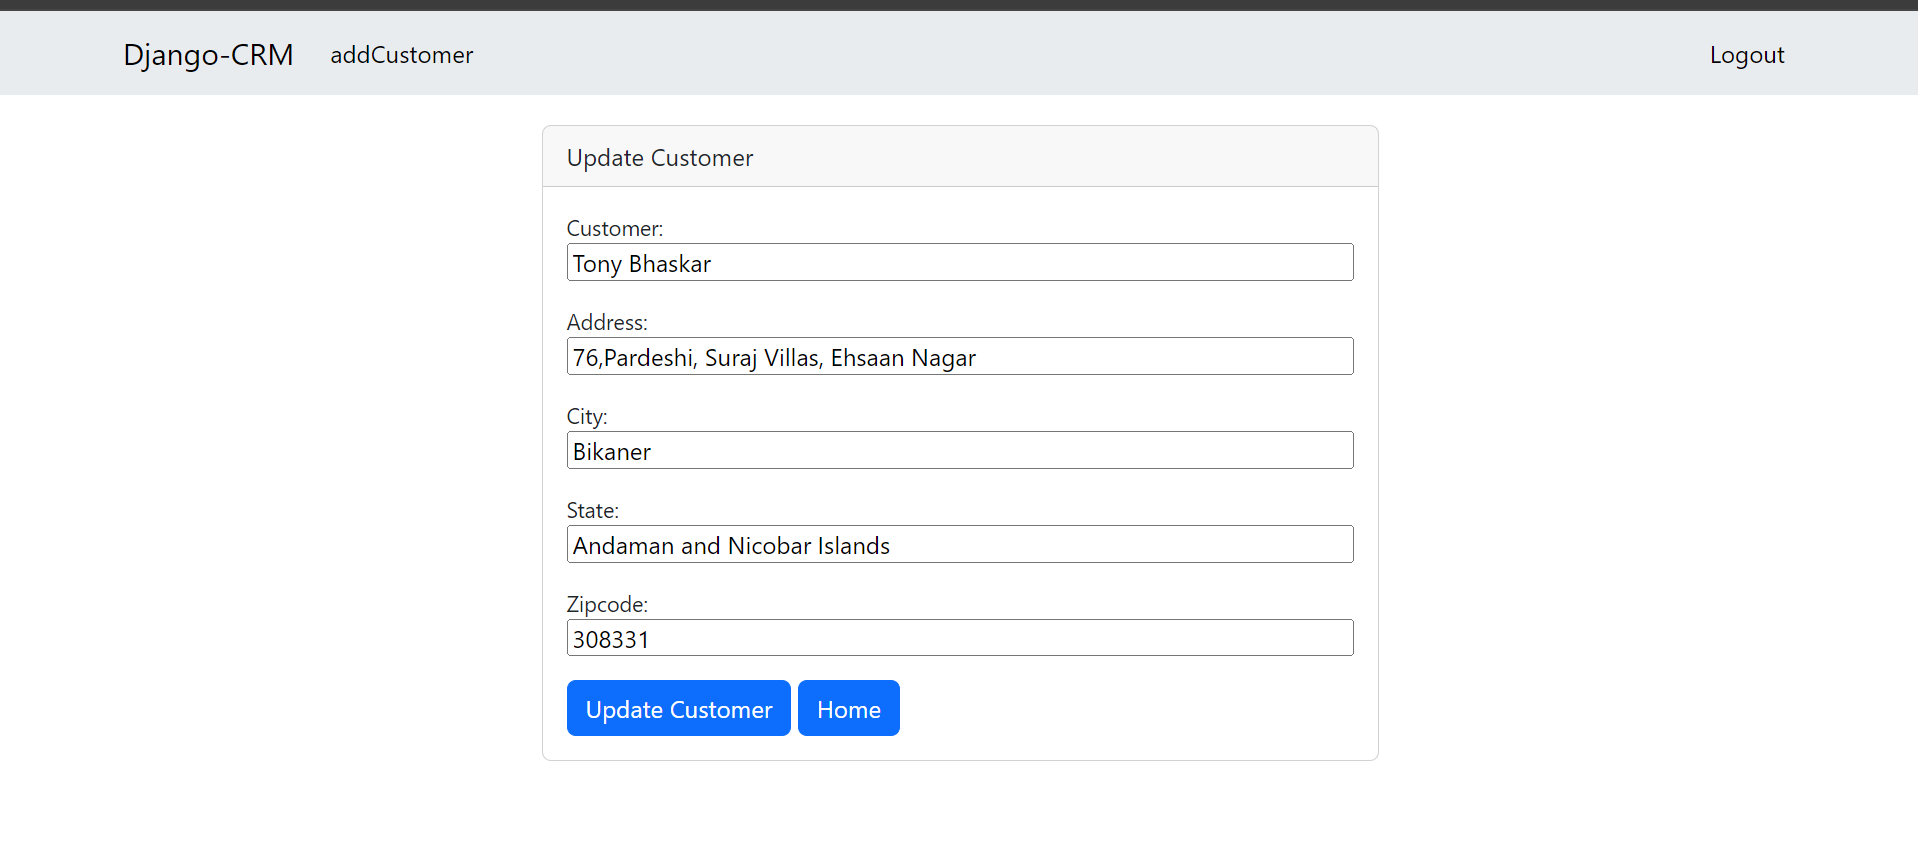 Django-CRM addCustomer Logout
Update Customer
Customer:
Tony Bhaskar
Address:
76,Pardeshi, Suraj Villas, Ehsaan Nagar
City:
Bikaner
State:
Andaman and Nicobar Islands
Zipcode:
308331
Update Customer Home